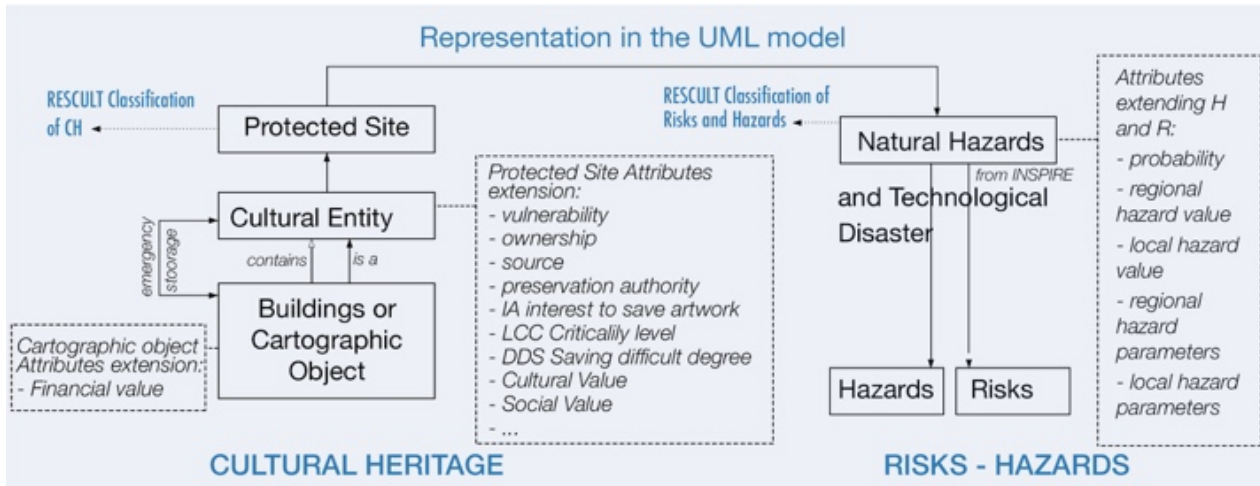 Representation in the UML model
RESCULT Classification
of CH
Protected Site
Cultural Entity
emergency
stoorage
contains
is a
Buildings or
Cartographic
Object
Cartographic object
Attributes extension:
- Financial value
Protected Site Attributes
extension:
- vulnerability
- ownership
- source
- preservation authority
- IA interest to save artwork
- LCC Criticalily level
- DDS Saving difficult degree
- Cultural Value
- Social Value
- ...
CULTURAL HERITAGE
RESCULT Classification of
Risks and Hazards
Natural Hazards
from INSPIRE
and Technological
Disaster
Hazards
Risks
Attributes
extending H
and R:
- probability
- regional
hazard value
- local hazard
value
- regional
hazard
parameters
- local hazard
parameters
RISKS - HAZARDS